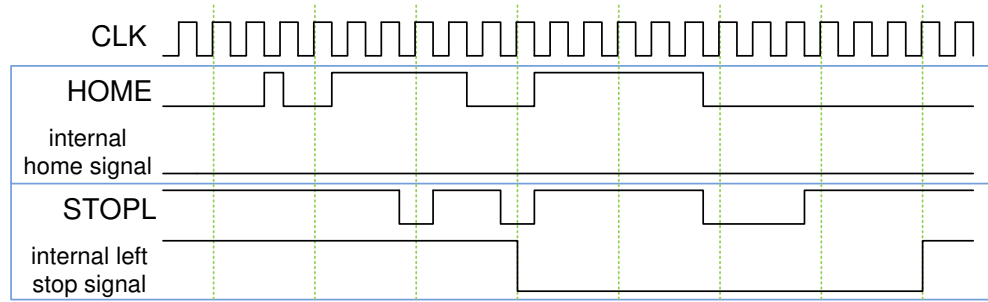 CLK
HOME
internal
home signal
STOPL
internal left
stop signal